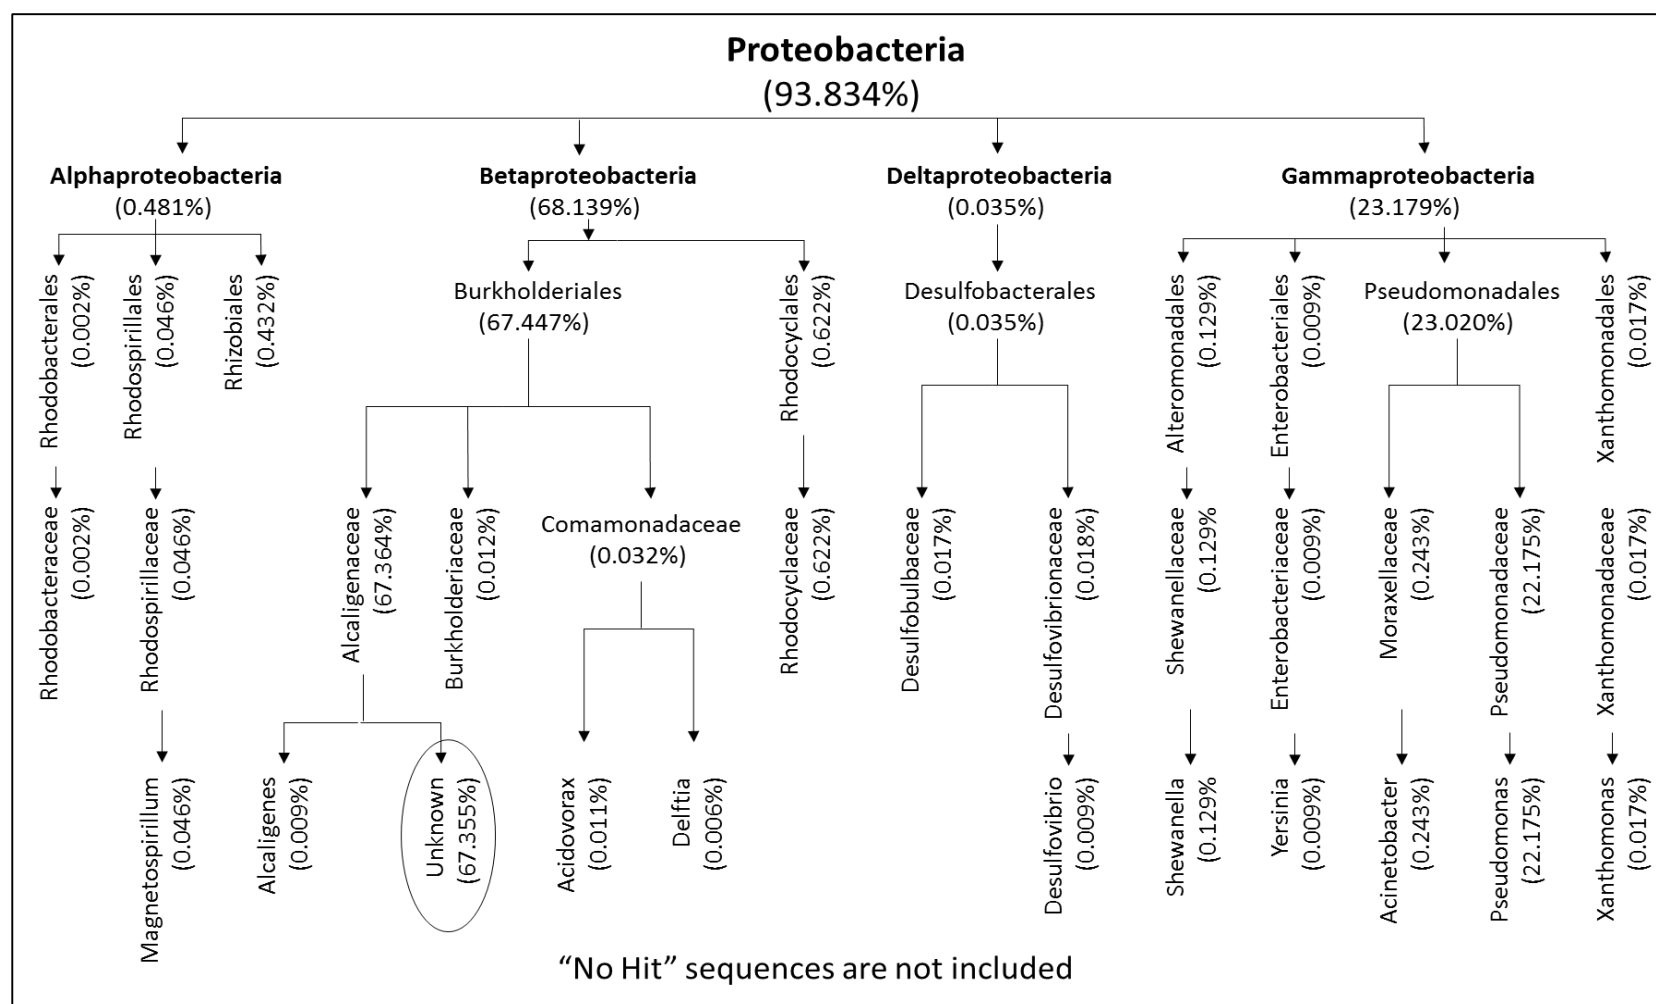 Proteobacteria
(93.834%)
Alphaproteobacteria
(0.481%)
Betaproteobacteria
(68.139%)
Deltaproteobacteria
(0.035%)
Gammaproteobacteria
(23.179%)
Rhodobacterales
(0.002%)
Rhodospirillales
(0.046%)
Rhizobiales
(0.432%)
Burkholderiales
(67.447%)
Rhodocyclales
(0.622%)
Desulfobacterales
(0.035%)
Alteromonadales
(0.129%)
Enterobacteriales
(0.009%)
Pseudomonadales
(23.020%)
Xanthomonadales
(0.017%)
Rhodobacteraceae
(0.002%)
Rhodospirillaceae
(0.046%)
Alcaligenaceae
(67.364%)
Burkholderiaceae
(0.012%)
Comamonadaceae
(0.032%)
Rhodocyclaceae
(0.622%)
Desulfobulbaceae
(0.017%)
Desulfovibrionaceae
(0.018%)
Shewanellaceae
(0.129%
Enterobacteriaceae
(0.009%)
Moraxellaceae
(0.243%)
Pseudomonadaceae
(22.175%)
Xanthomonadaceae
(0.017%)
Magnetospirillum
(0.046%)
Alcaligenes
(0.009%)
Unknown
(67.355%)
Acidovorax
(0.011%)
Delftia
(0.006%)
Desulfovibrio
(0.009%)
Shewanella
(0.129%
Yersinia
(0.009%)
Acinetobacter
(0.243%)
Pseudomonas
(22.175%)
Xanthomonas
(0.017%)
“No Hit” sequences are not included